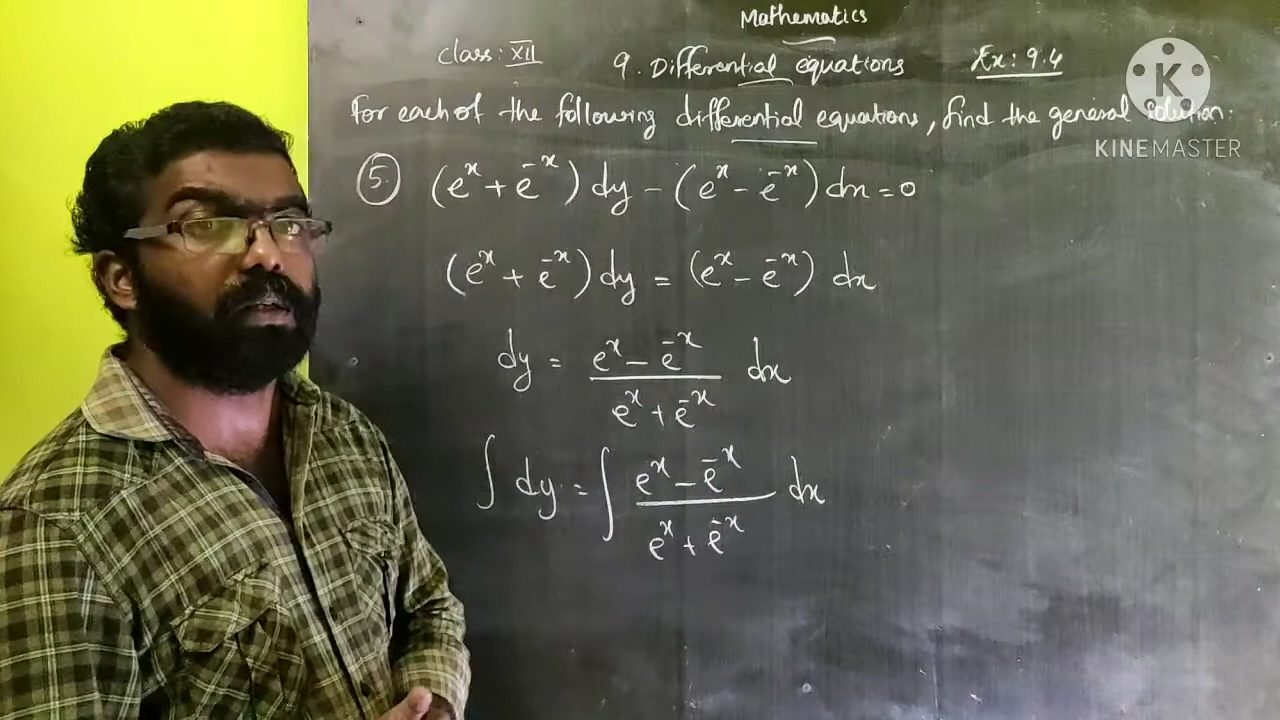 Mathematics
Class: XII 9. Differential equations Ex: 9.4
For each of the following differential equations, find the general solution:
5. (eˣ + e⁻ˣ) dy - (eˣ - e⁻ˣ) dx = 0
(eˣ + e⁻ˣ) dy = (eˣ - e⁻ˣ) dx
dy = (eˣ - e⁻ˣ)/(eˣ + e⁻ˣ) dx
∫ dy = ∫ (eˣ - e⁻ˣ)/(eˣ + e⁻ˣ) dx
K
KINEMASTER